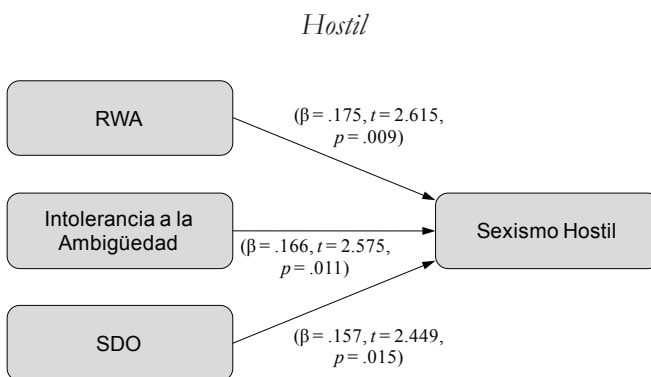 Hostil
RWA
(β = .175, t = 2.615,
p = .009)
Intolerancia a la
Ambigüedad
(β = .166, t = 2.575,
p = .011)
Sexismo Hostil
SDO
(β = .157, t = 2.449,
p = .015)